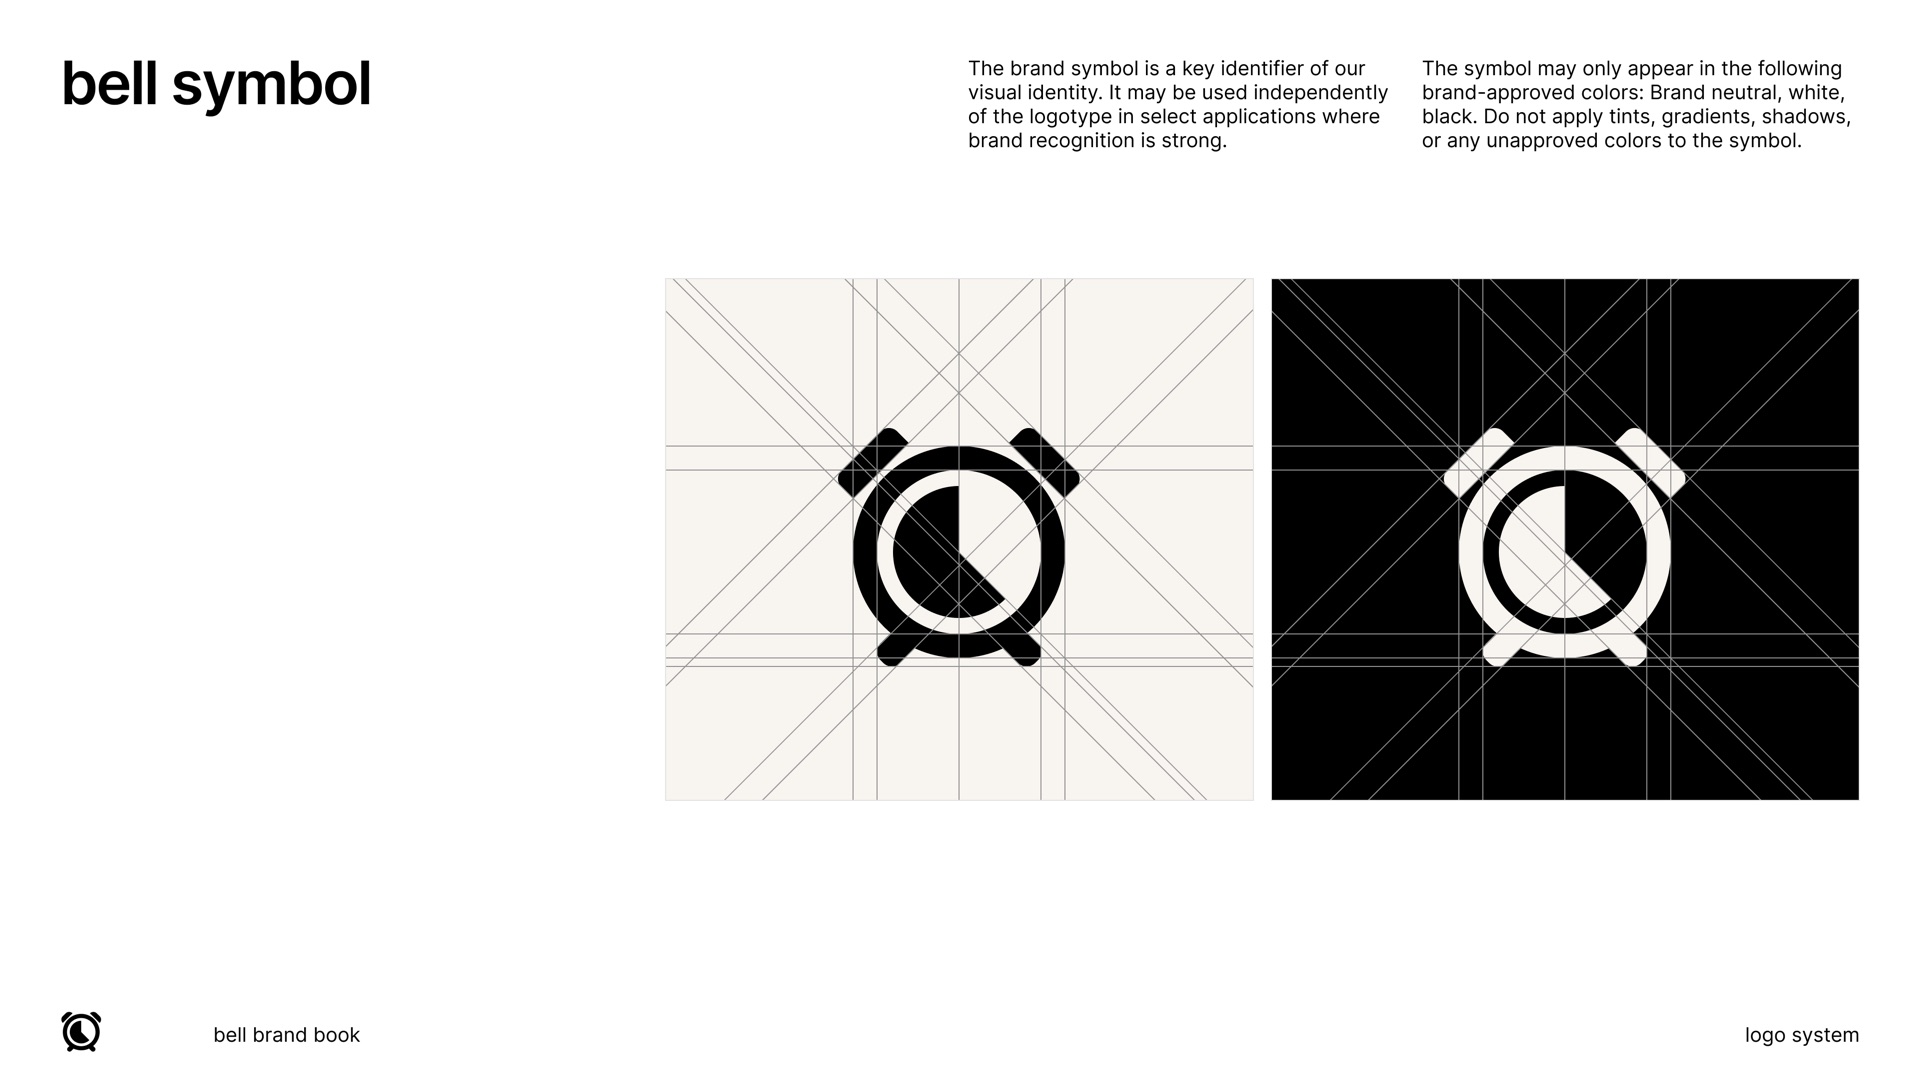 bell symbol
The brand symbol is a key identifier of our
visual identity. It may be used independently
of the logotype in select applications where
brand recognition is strong.
The symbol may only appear in the following
brand-approved colors: Brand neutral, white,
black. Do not apply tints, gradients, shadows,
or any unapproved colors to the symbol.
bell brand book
logo system